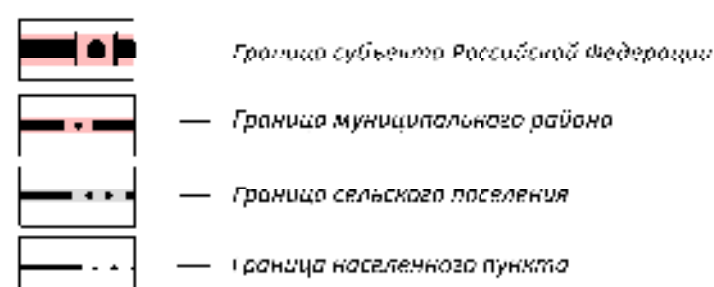 Граница субъекта Российской Федерации
— Граница муниципального района
— Граница сельского поселения
— Граница населенного пункта